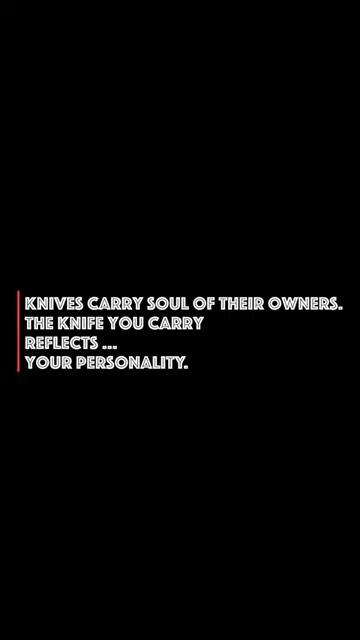 KNIVES CARRY SOUL OF THEIR OWNERS.
THE KNIFE YOU CARRY
REFLECTS ...
YOUR PERSONALITY.